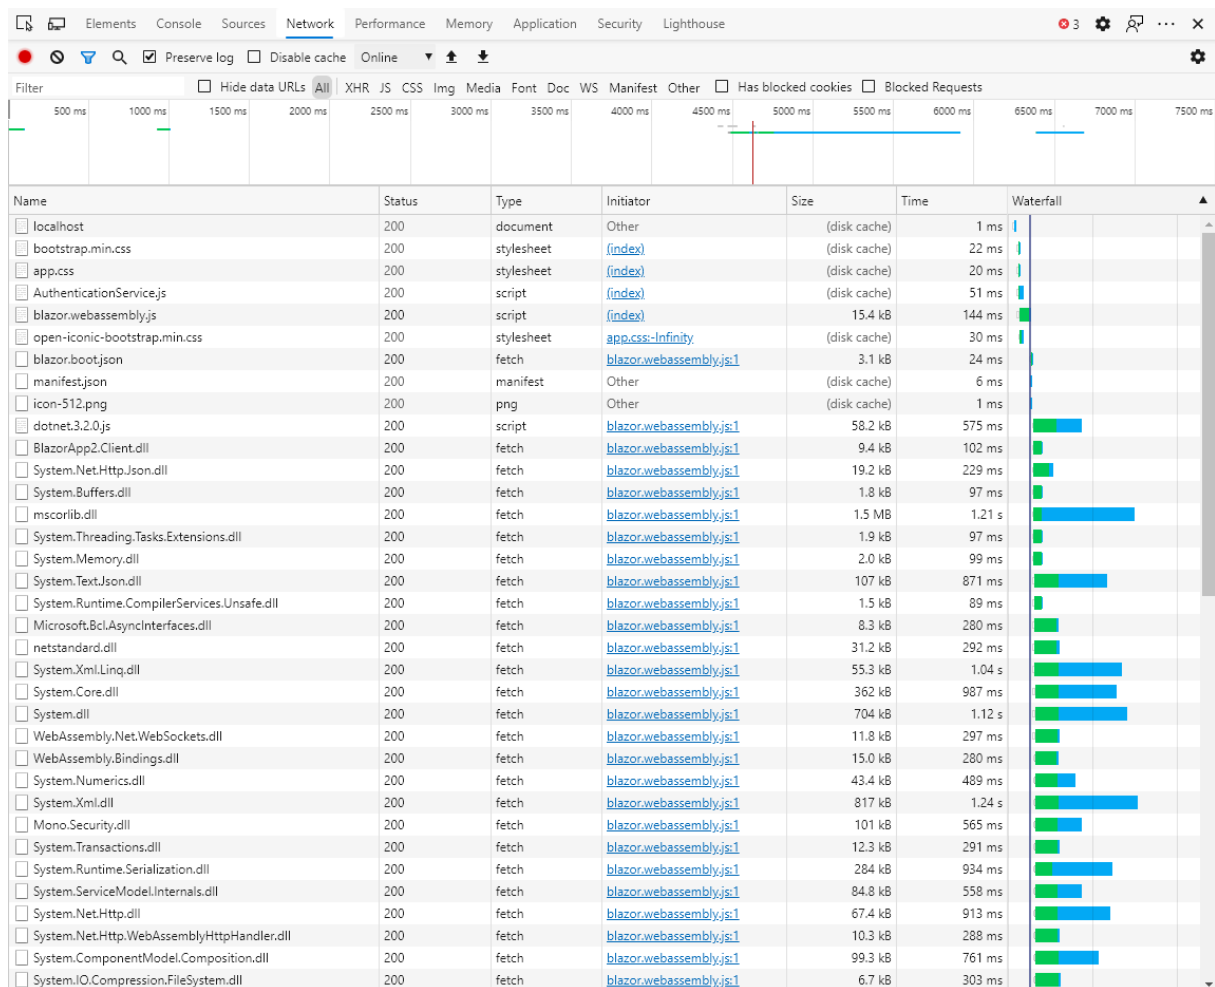 Elements Console Sources Network Performance Memory Application Security Lighthouse 3
Preserve log Disable cache Online
Filter Hide data URLs All XHR JS CSS Img Media Font Doc WS Manifest Other Has blocked cookies Blocked Requests
500 ms 1000 ms 1500 ms 2000 ms 2500 ms 3000 ms 3500 ms 4000 ms 4500 ms 5000 ms 5500 ms 6000 ms 6500 ms 7000 ms 7500 ms
Name Status Type Initiator Size Time Waterfall
localhost 200 document Other (disk cache) 1 ms
bootstrap.min.css 200 stylesheet (index) (disk cache) 22 ms
app.css 200 stylesheet (index) (disk cache) 20 ms
AuthenticationService.js 200 script (index) (disk cache) 51 ms
blazor.webassembly.js 200 script (index) 15.4 kB 144 ms
open-iconic-bootstrap.min.css 200 stylesheet app.css:-Infinity (disk cache) 30 ms
blazor.boot.json 200 fetch blazor.webassembly.js:1 3.1 kB 24 ms
manifest.json 200 manifest Other (disk cache) 6 ms
icon-512.png 200 png Other (disk cache) 1 ms
dotnet.3.2.0.js 200 script blazor.webassembly.js:1 58.2 kB 575 ms
BlazorApp2.Client.dll 200 fetch blazor.webassembly.js:1 9.4 kB 102 ms
System.Net.Http.Json.dll 200 fetch blazor.webassembly.js:1 19.2 kB 229 ms
System.Buffers.dll 200 fetch blazor.webassembly.js:1 1.8 kB 97 ms
mscorlib.dll 200 fetch blazor.webassembly.js:1 1.5 MB 1.21 s
System.Threading.Tasks.Extensions.dll 200 fetch blazor.webassembly.js:1 1.9 kB 97 ms
System.Memory.dll 200 fetch blazor.webassembly.js:1 2.0 kB 99 ms
System.Text.Json.dll 200 fetch blazor.webassembly.js:1 107 kB 871 ms
System.Runtime.CompilerServices.Unsafe.dll 200 fetch blazor.webassembly.js:1 1.5 kB 89 ms
Microsoft.Bcl.AsyncInterfaces.dll 200 fetch blazor.webassembly.js:1 8.3 kB 280 ms
netstandard.dll 200 fetch blazor.webassembly.js:1 31.2 kB 292 ms
System.Xml.Linq.dll 200 fetch blazor.webassembly.js:1 55.3 kB 1.04 s
System.Core.dll 200 fetch blazor.webassembly.js:1 362 kB 987 ms
System.dll 200 fetch blazor.webassembly.js:1 704 kB 1.12 s
WebAssembly.Net.WebSockets.dll 200 fetch blazor.webassembly.js:1 11.8 kB 297 ms
WebAssembly.Bindings.dll 200 fetch blazor.webassembly.js:1 15.0 kB 280 ms
System.Numerics.dll 200 fetch blazor.webassembly.js:1 43.4 kB 489 ms
System.Xml.dll 200 fetch blazor.webassembly.js:1 817 kB 1.24 s
Mono.Security.dll 200 fetch blazor.webassembly.js:1 101 kB 565 ms
System.Transactions.dll 200 fetch blazor.webassembly.js:1 12.3 kB 291 ms
System.Runtime.Serialization.dll 200 fetch blazor.webassembly.js:1 284 kB 934 ms
System.ServiceModel.Internals.dll 200 fetch blazor.webassembly.js:1 84.8 kB 558 ms
System.Net.Http.dll 200 fetch blazor.webassembly.js:1 67.4 kB 913 ms
System.Net.Http.WebAssemblyHttpHandler.dll 200 fetch blazor.webassembly.js:1 10.3 kB 288 ms
System.ComponentModel.Composition.dll 200 fetch blazor.webassembly.js:1 99.3 kB 761 ms
System.IO.Compression.FileSystem.dll 200 fetch blazor.webassembly.js:1 6.7 kB 303 ms